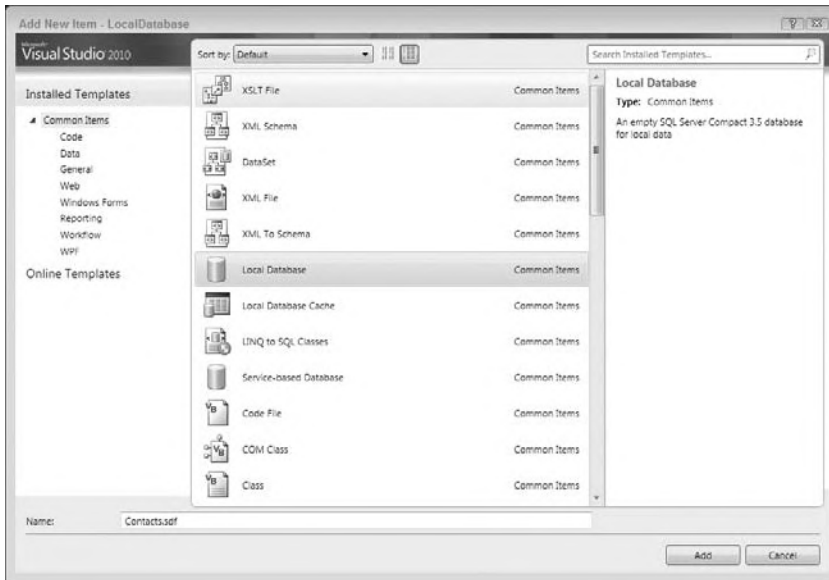 Add New Item - LocalDatabase
Microsoft
Visual Studio 2010
Sort by: Default
Search Installed Templates...
Installed Templates
Common Items
Code
Data
General
Web
Windows Forms
Reporting
Workflow
WPF
Online Templates
XSLT File Common Items
XML Schema Common Items
DataSet Common Items
XML File Common Items
XML To Schema Common Items
Local Database Common Items
Local Database Cache Common Items
LINQ to SQL Classes Common Items
Service-based Database Common Items
Code File Common Items
COM Class Common Items
Class Common Items
Local Database
Type: Common Items
An empty SQL Server Compact 3.5 database
for local data
Name: Contacts.sdf
Add Cancel